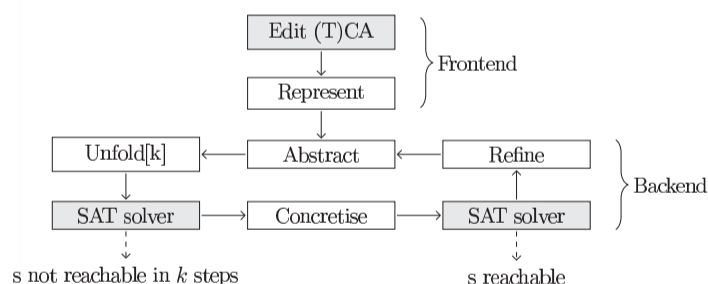 Edit (T)CA
Frontend
Represent
Unfold[k]
Abstract
Refine
Backend
SAT solver
Concretise
SAT solver
s not reachable in k steps
s reachable